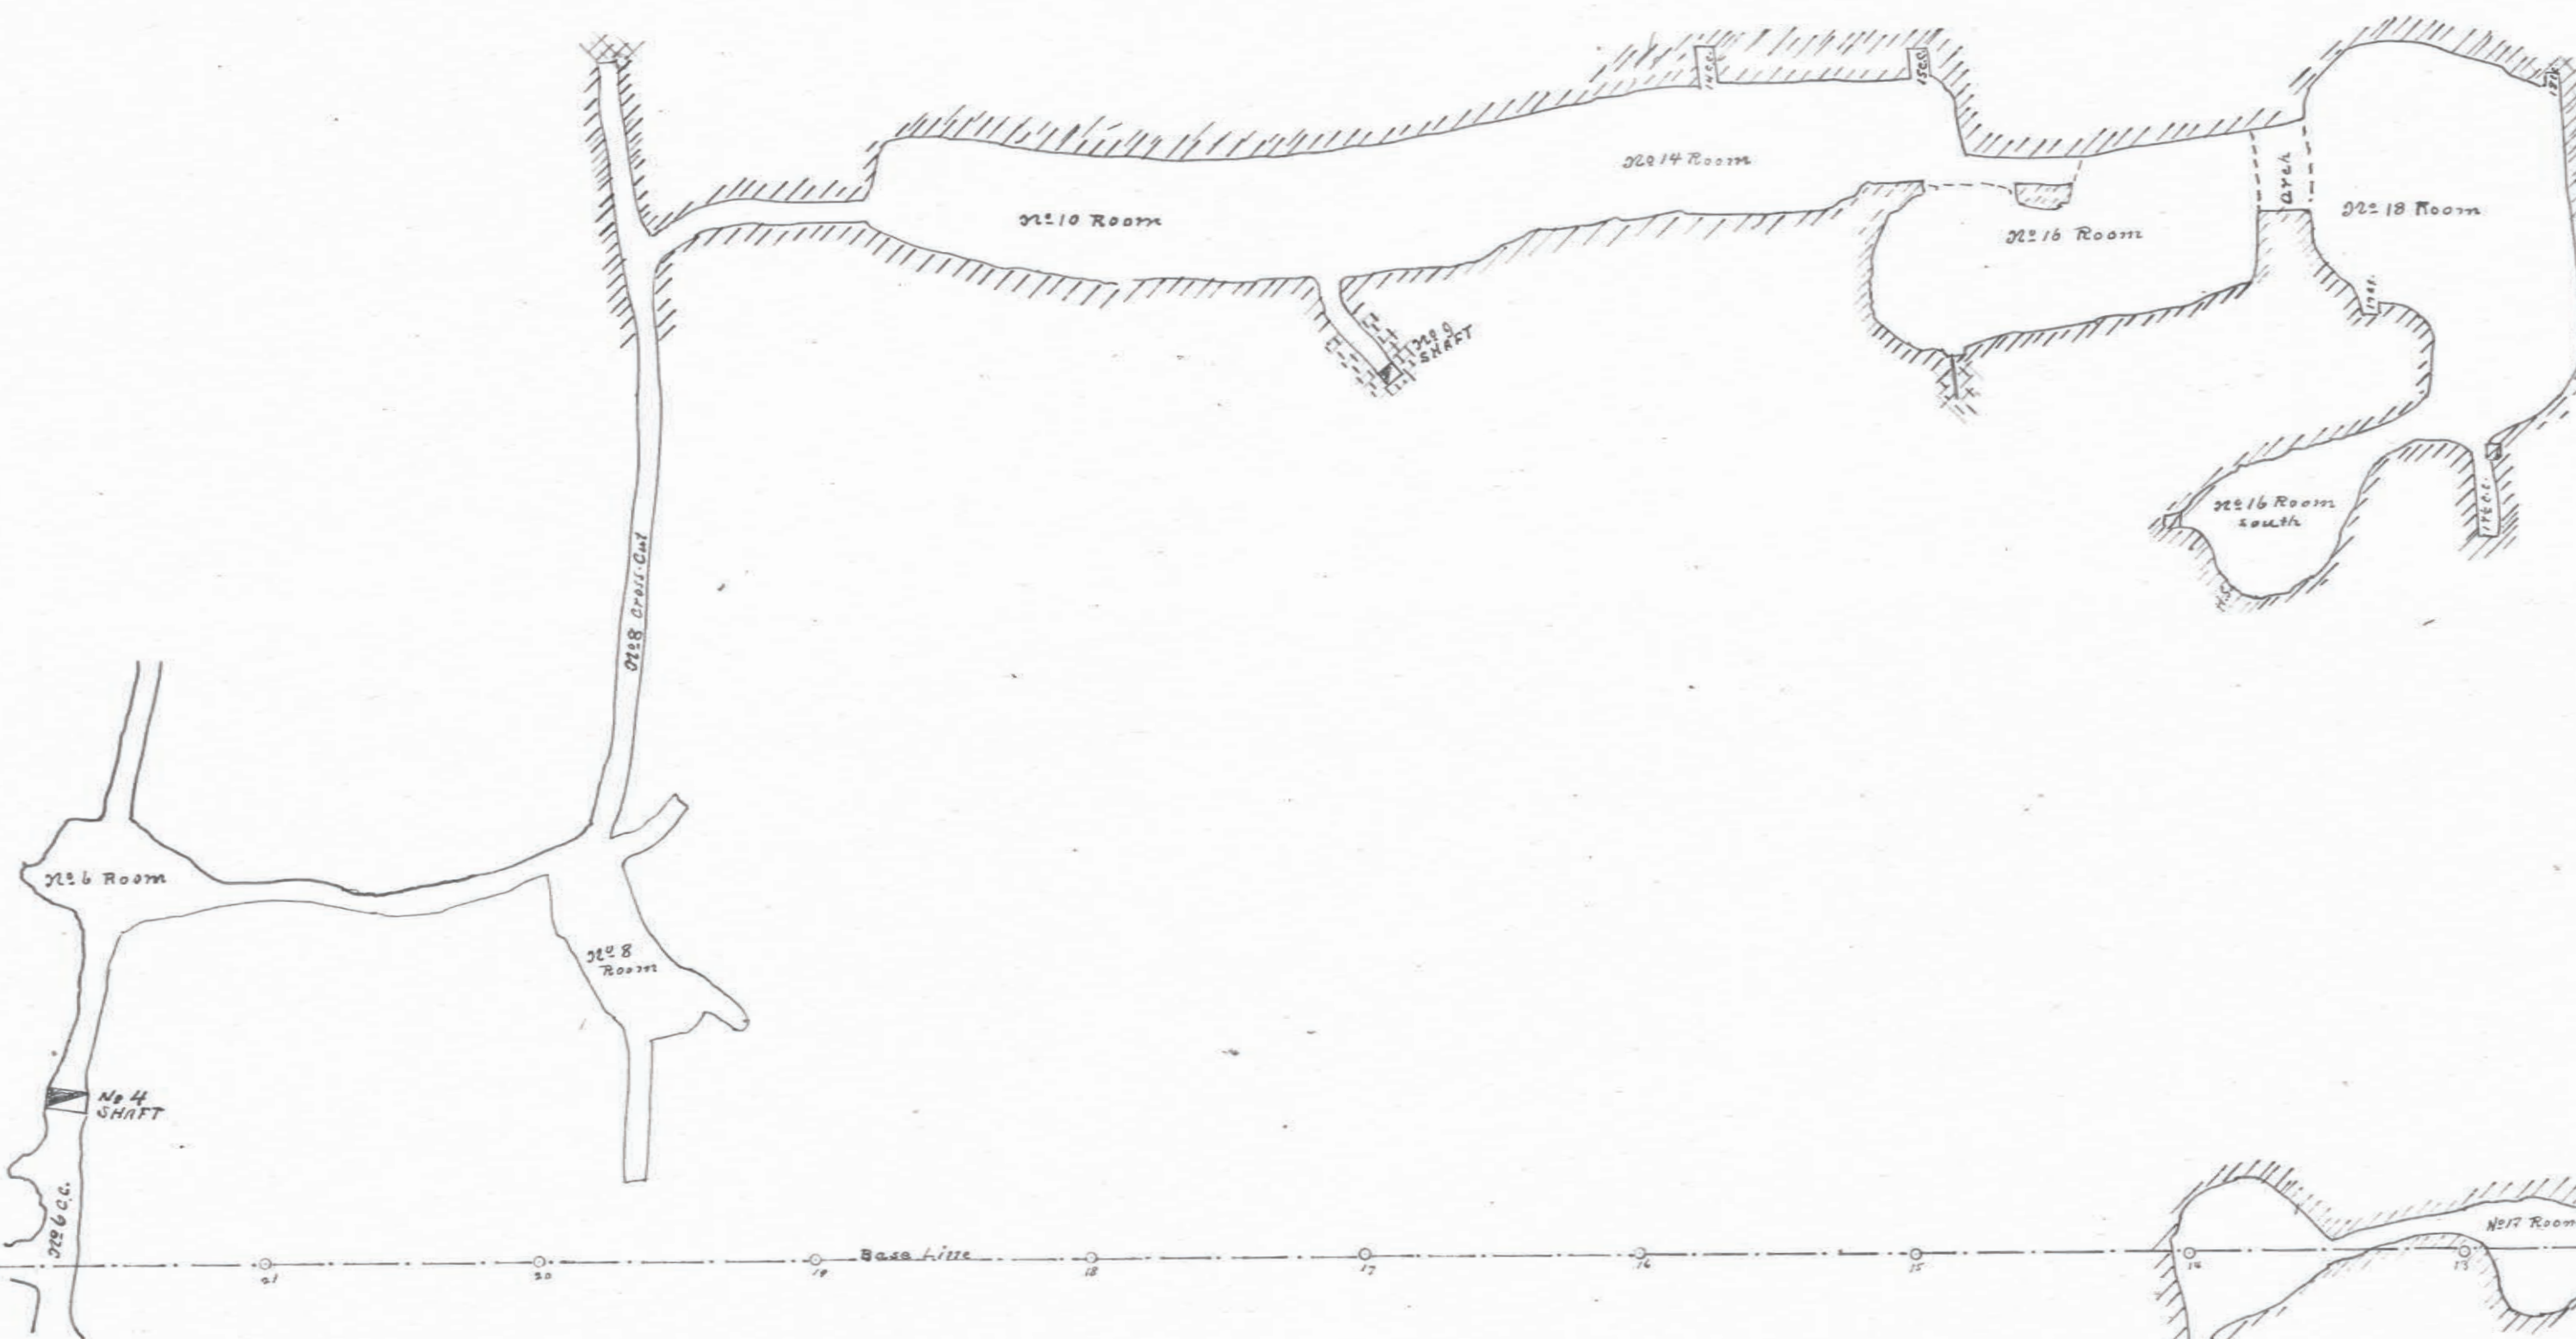 14 C.C.
15 C.C.
No 14 Room
No 10 Room
arch
No 18 Room
No 16 Room
No 9
SHAFT
No 16 Room
south
No 8 Cross-Cut
No 6 Room
No 8
Room
No 4
SHAFT
No 6 C.C.
No 17 Room
Base Line
21
20
19
18
17
16
15
14
13